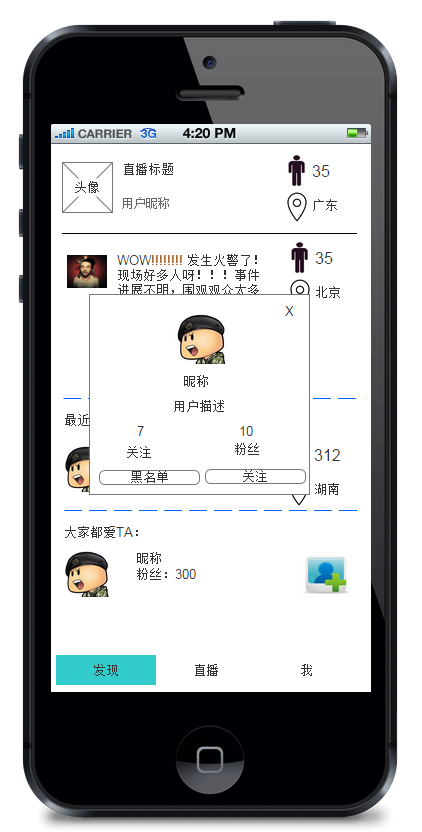 CARRIER 3G 4:20 PM
头像
直播标题
用户昵称
35
广东
WOW!!!!!!!! 发生火警了!
现场好多人呀!！！事件
进展不明，围观观众太多
35
北京
X
昵称
用户描述
7
10
关注
粉丝
黑名单
关注
最近
312
湖南
大家都爱TA:
昵称
粉丝：300
发现
直播
我